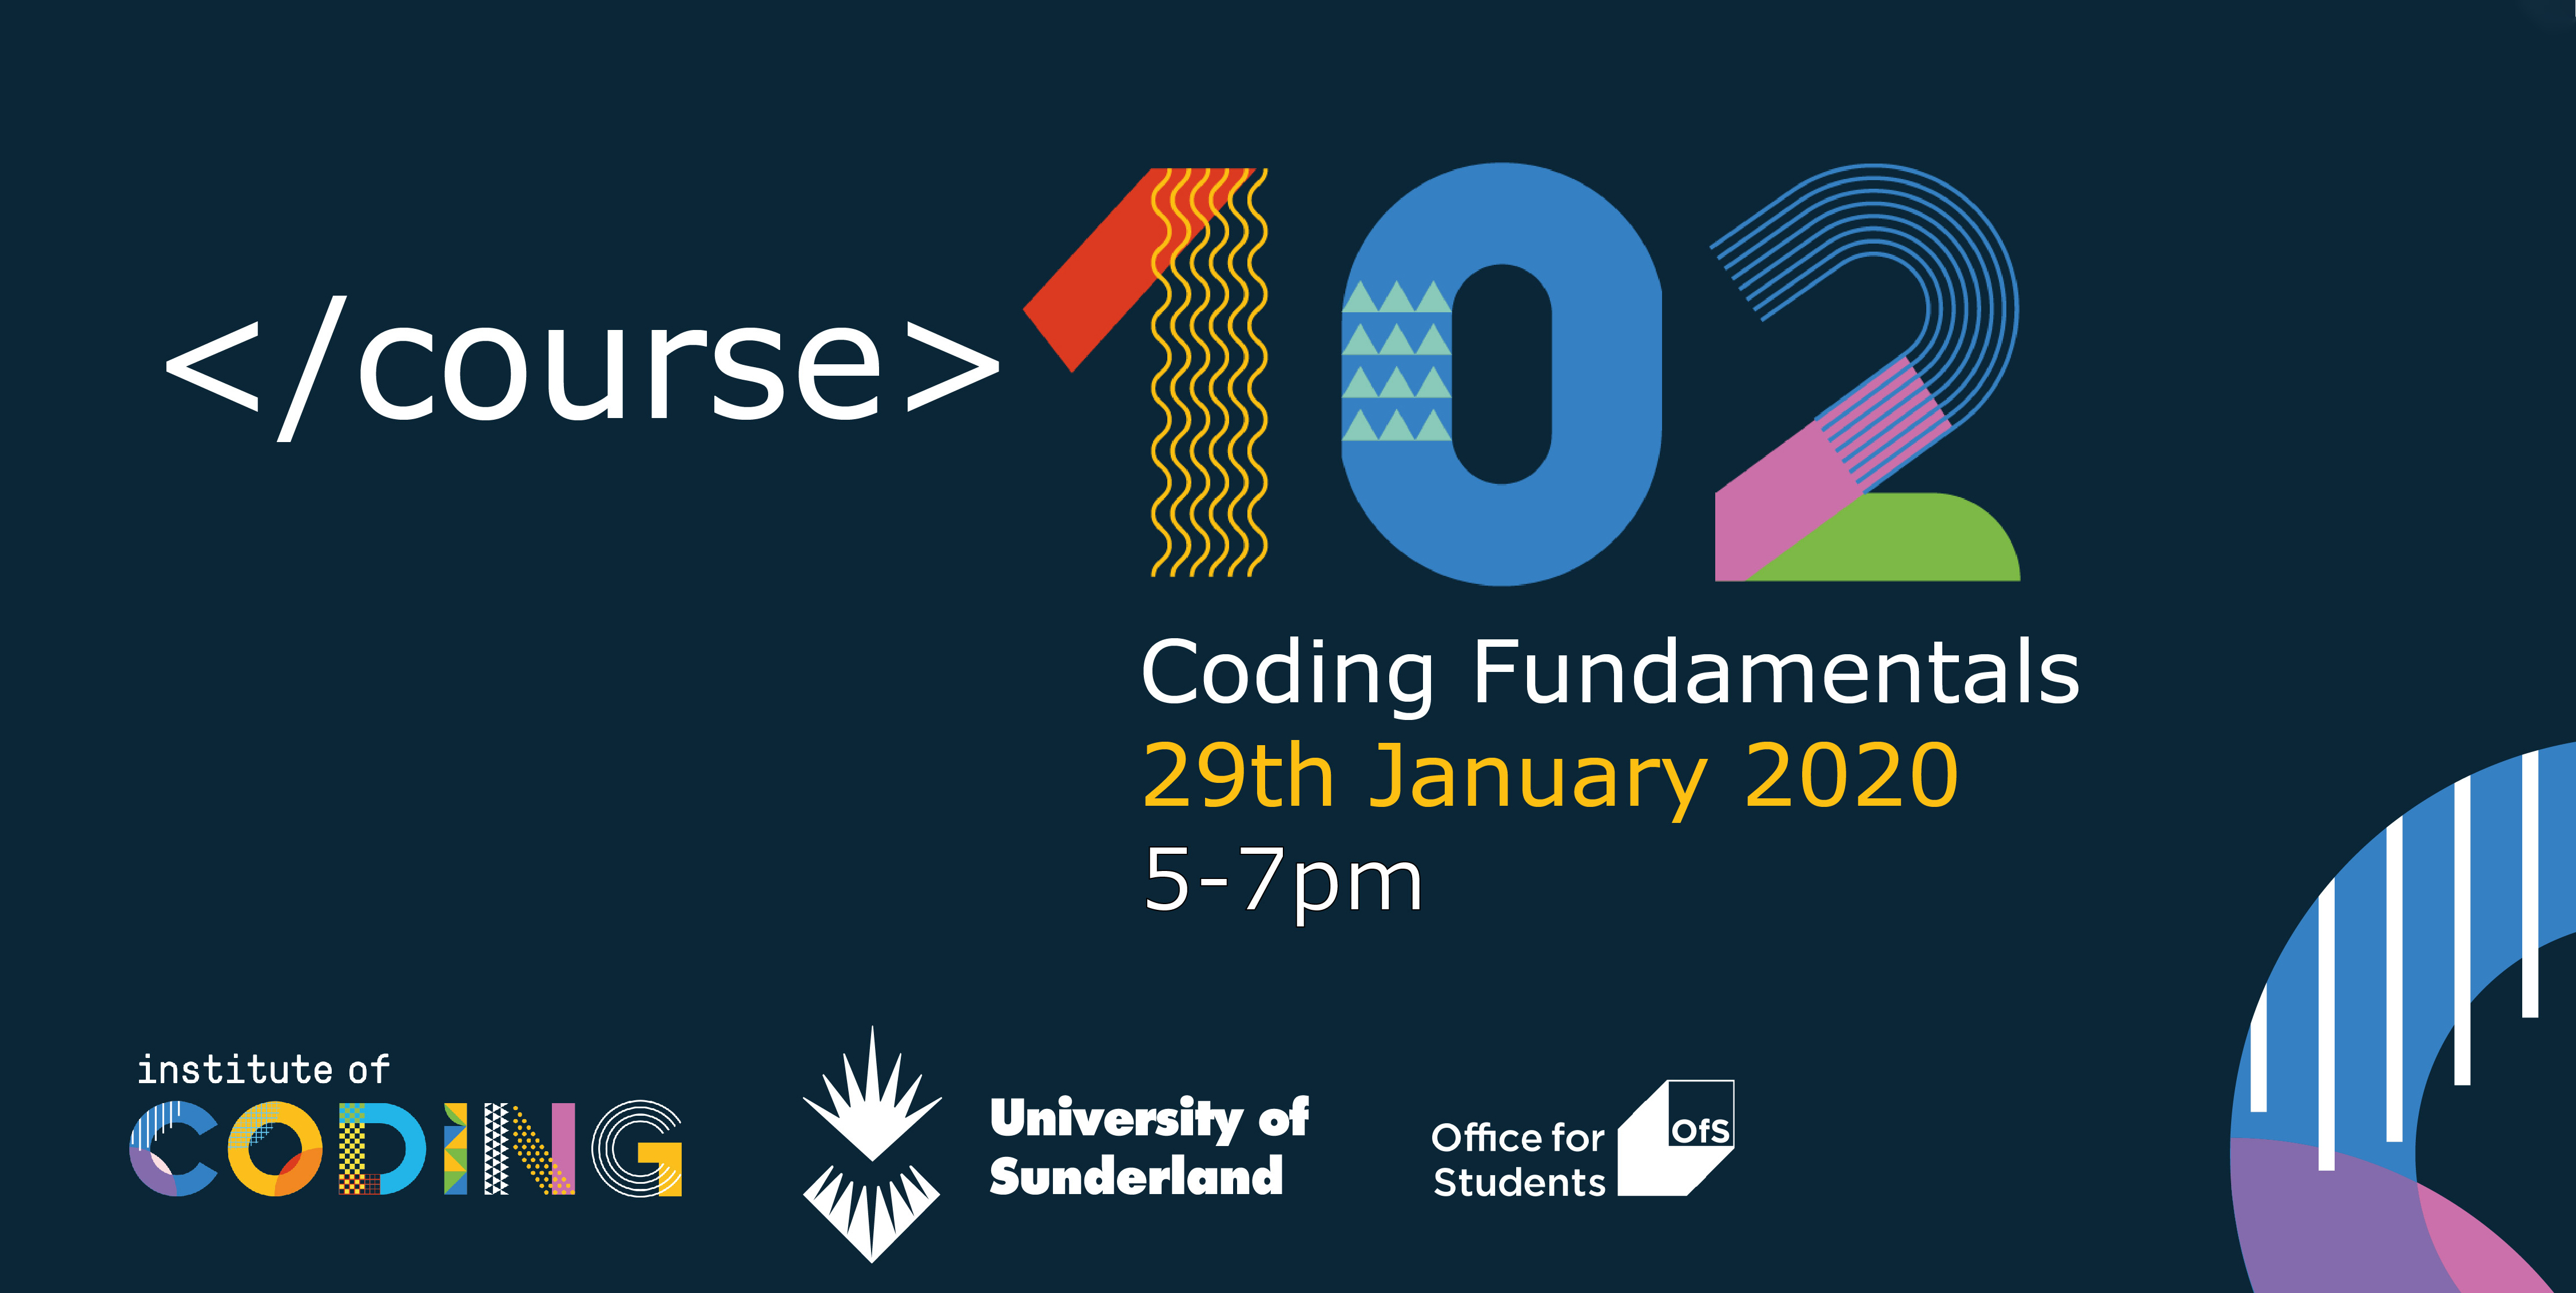 </course> 102
Coding Fundamentals
29th January 2020
5-7pm
institute of
CODiNG
University of
Sunderland
Office for
Students
OfS